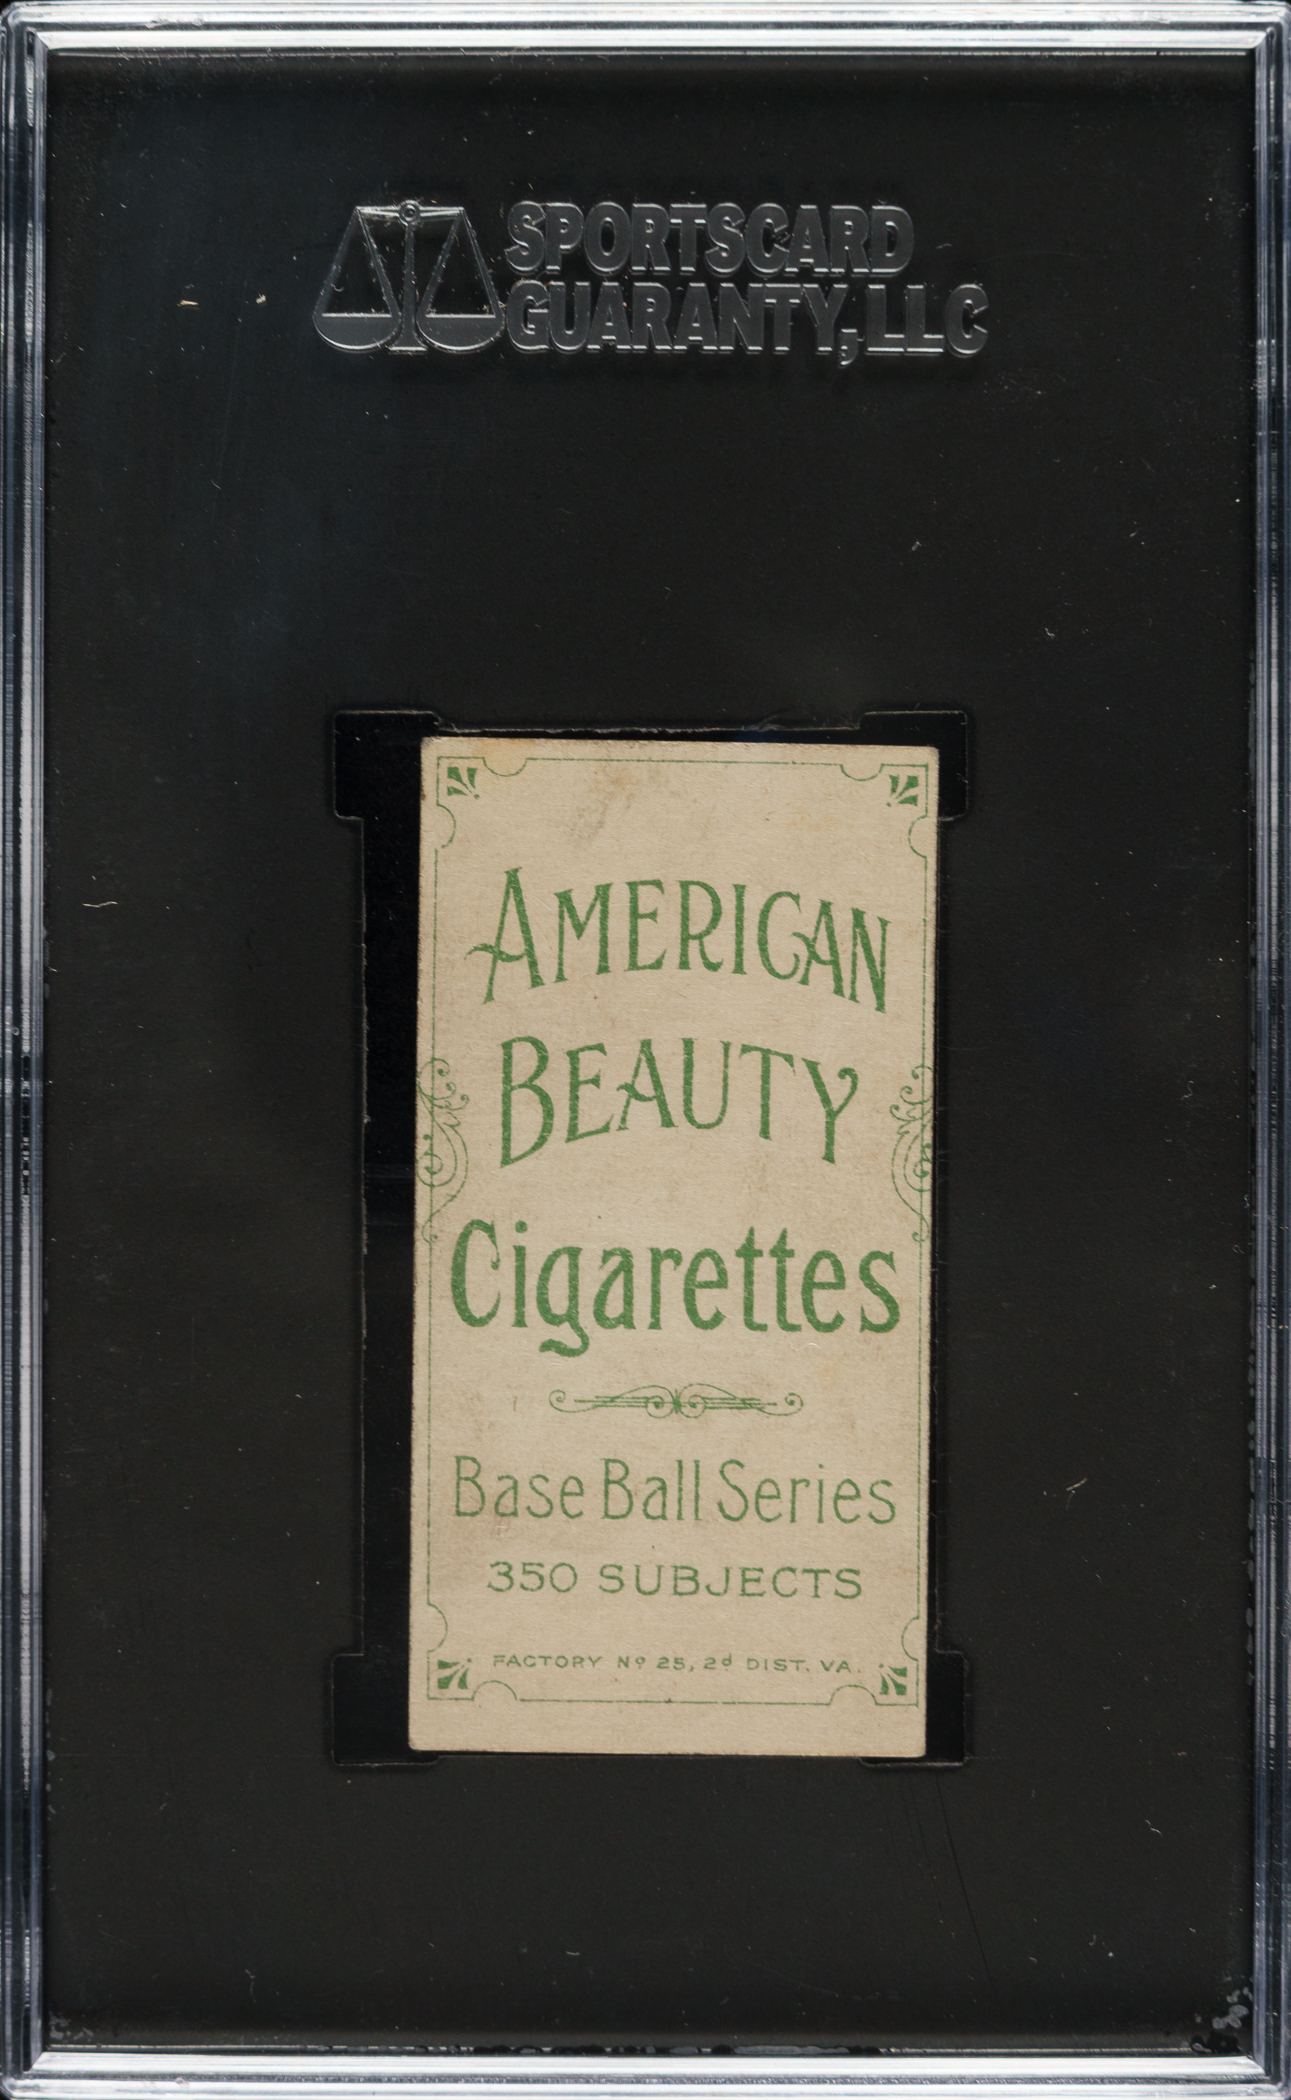 SPORTSCARD
GUARANTY, LLC
AMERICAN
BEAUTY
Cigarettes
Base Ball Series
350 SUBJECTS
FACTORY Nº 25, 2d DIST. VA.